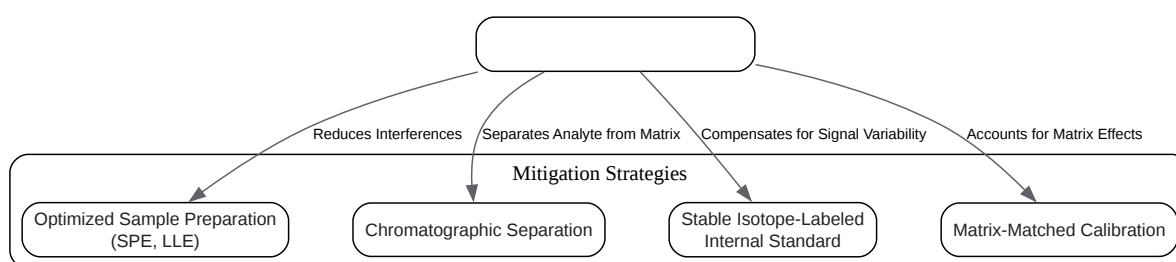 Reduces Interferences
Separates Analyte from Matrix
Compensates for Signal Variability
Accounts for Matrix Effects
Mitigation Strategies
Optimized Sample Preparation
(SPE, LLE)
Chromatographic Separation
Stable Isotope-Labeled
Internal Standard
Matrix-Matched Calibration